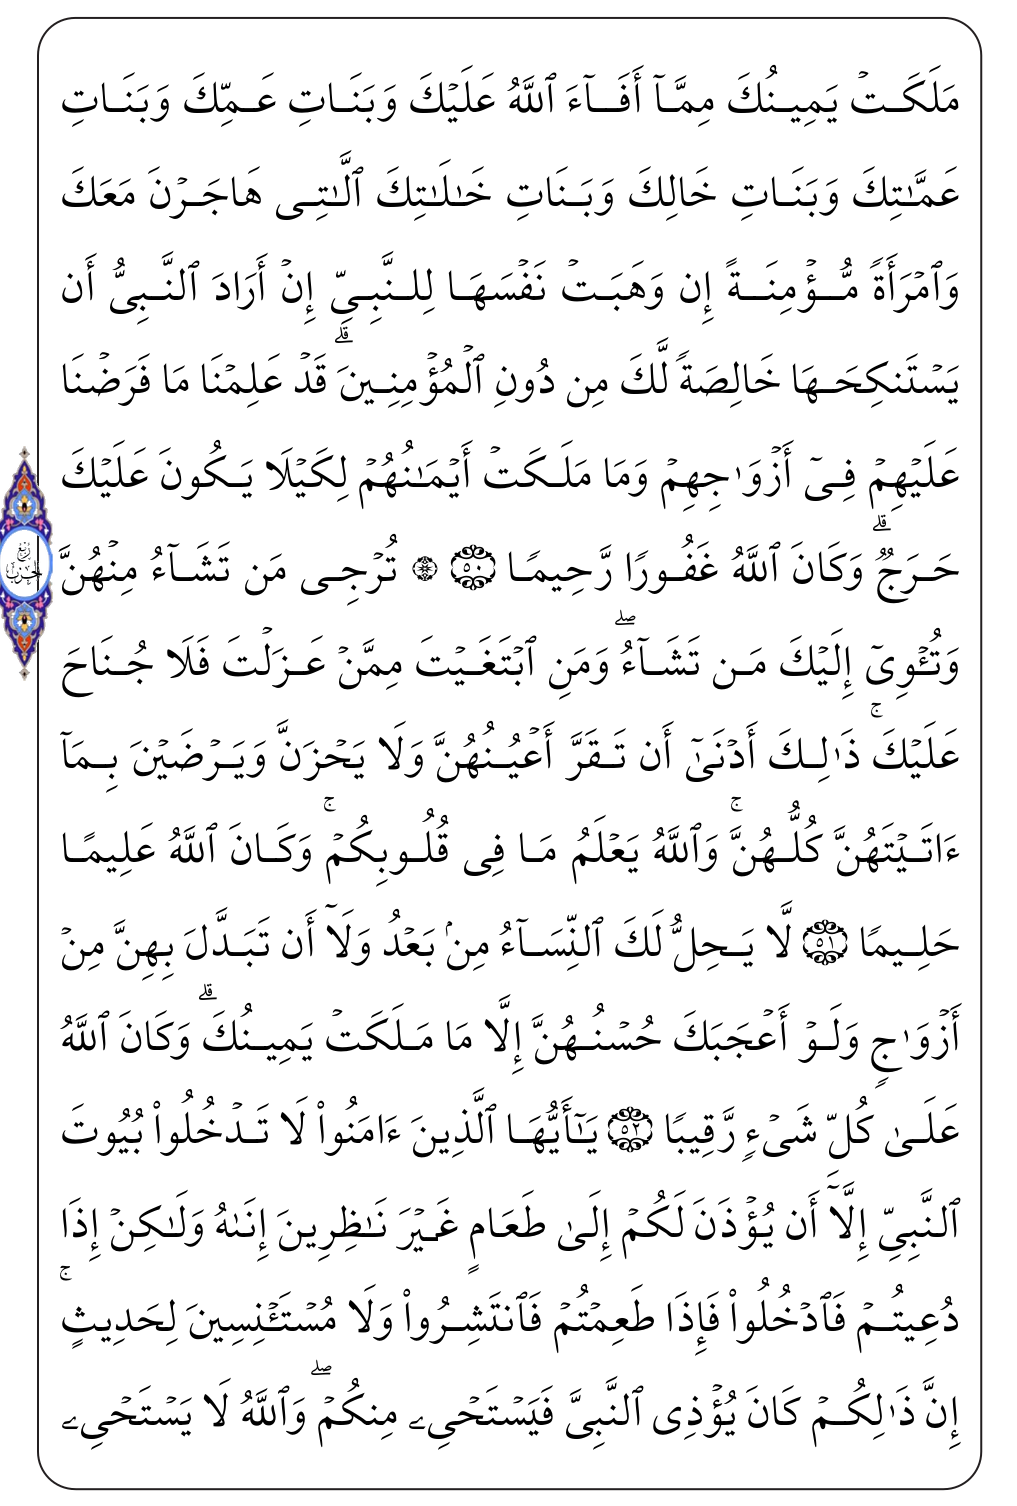 مَلَكَتۡ يَمِينُكَ مِمَّآ أَفَآءَ ٱللَّهُ عَلَيۡكَ وَبَنَاتِ عَمِّكَ وَبَنَاتِ
عَمَّـٰتِكَ وَبَنَاتِ خَالِكَ وَبَنَاتِ خَـٰلَـٰتِكَ ٱلَّـٰتِى هَاجَرۡنَ مَعَكَ
وَٱمۡرَأَةٗ مُّؤۡمِنَةً إِن وَهَبَتۡ نَفۡسَهَا لِلنَّبِىِّ إِنۡ أَرَادَ ٱلنَّبِىُّ أَن
يَسۡتَنكِحَهَا خَالِصَةٗ لَّكَ مِن دُونِ ٱلۡمُؤۡمِنِينَۗ قَدۡ عَلِمۡنَا مَا فَرَضۡنَا
عَلَيۡهِمۡ فِىٓ أَزۡوَٰجِهِمۡ وَمَا مَلَكَتۡ أَيۡمَـٰنُهُمۡ لِكَيۡلَا يَكُونَ عَلَيۡكَ
حَرَجٞۗ وَكَانَ ٱللَّهُ غَفُورٗا رَّحِيمٗا ٥٠ ۞ تُرۡجِى مَن تَشَآءُ مِنۡهُنَّ
وَتُـٔۡوِىٓ إِلَيۡكَ مَن تَشَآءُۖ وَمَنِ ٱبۡتَغَيۡتَ مِمَّنۡ عَزَلۡتَ فَلَا جُنَاحَ
عَلَيۡكَۚ ذَٰلِكَ أَدۡنَىٰٓ أَن تَقَرَّ أَعۡيُنُهُنَّ وَلَا يَحۡزَنَّ وَيَرۡضَيۡنَ بِمَآ
ءَاتَيۡتَهُنَّ كُلُّهُنَّۚ وَٱللَّهُ يَعۡلَمُ مَا فِى قُلُوبِكُمۡۚ وَكَانَ ٱللَّهُ عَلِيمًا
حَلِيمٗا ٥١ لَّا يَحِلُّ لَكَ ٱلنِّسَآءُ مِنۢ بَعۡدُ وَلَآ أَن تَبَدَّلَ بِهِنَّ مِنۡ
أَزۡوَٰجٖ وَلَوۡ أَعۡجَبَكَ حُسۡنُهُنَّ إِلَّا مَا مَلَكَتۡ يَمِينُكَۗ وَكَانَ ٱللَّهُ
عَلَىٰ كُلِّ شَىۡءٖ رَّقِيبٗا ٥٢ يَـٰٓأَيُّهَا ٱلَّذِينَ ءَامَنُواْ لَا تَدۡخُلُواْ بُيُوتَ
ٱلنَّبِىِّ إِلَّآ أَن يُؤۡذَنَ لَكُمۡ إِلَىٰ طَعَامٍ غَيۡرَ نَـٰظِرِينَ إِنَىٰهُ وَلَـٰكِنۡ إِذَا
دُعِيتُمۡ فَٱدۡخُلُواْ فَإِذَا طَعِمۡتُمۡ فَٱنتَشِرُواْ وَلَا مُسۡتَـٔۡنِسِينَ لِحَدِيثٍۚ
إِنَّ ذَٰلِكُمۡ كَانَ يُؤۡذِى ٱلنَّبِىَّ فَيَسۡتَحۡىِۦ مِنكُمۡۖ وَٱللَّهُ لَا يَسۡتَحۡىِۦ
ربع
الحزب